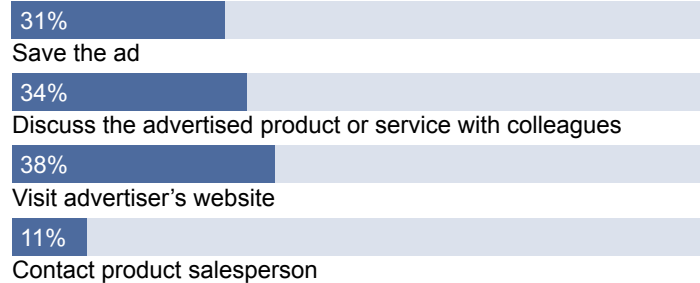 31%
Save the ad
34%
Discuss the advertised product or service with colleagues
38%
Visit advertiser’s website
11%
Contact product salesperson